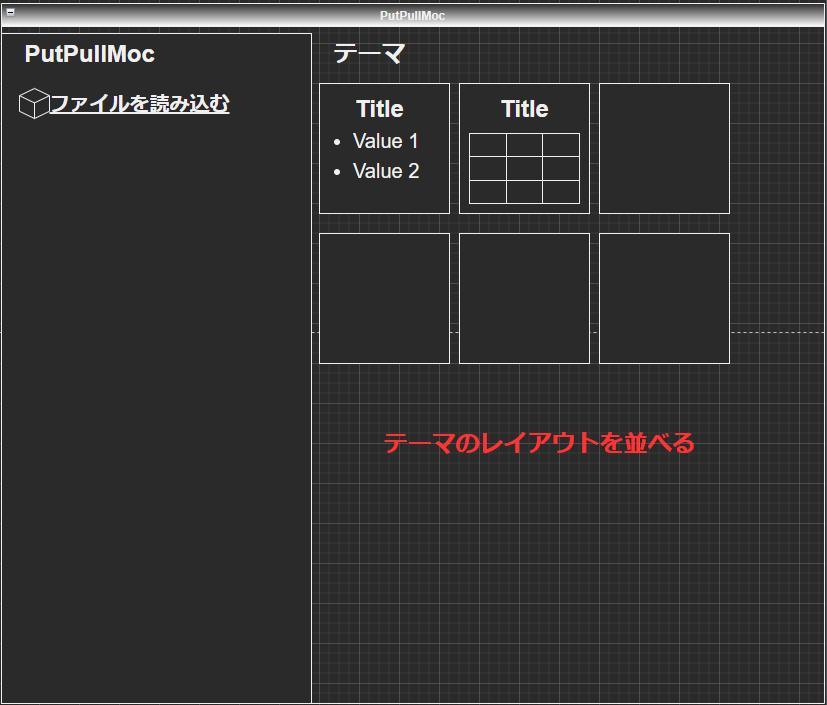 PutPullMoc
PutPullMoc
ファイルを読み込む
テーマ
Title
Value 1
Value 2
Title
テーマのレイアウトを並べる